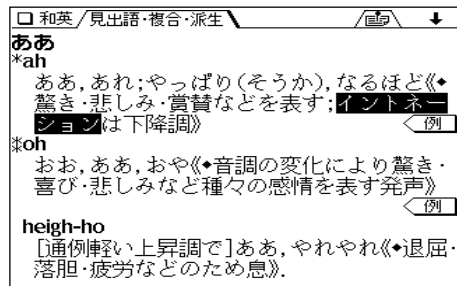 和英/見出語·複合·派生
ああ
*ah
ああ,あれ;やっぱり(そうか),なるほど《◆
驚き·悲しみ·賞賛などを表す;イントネー
ションは下降調》
例
*oh
おお,ああ,おや《◆音調の変化により驚き·
喜び·悲しみなど種々の感情を表す発声》
例
heigh-ho
[通例軽い上昇調で]ああ,やれやれ《◆退屈·
落胆·疲労などのため息》.